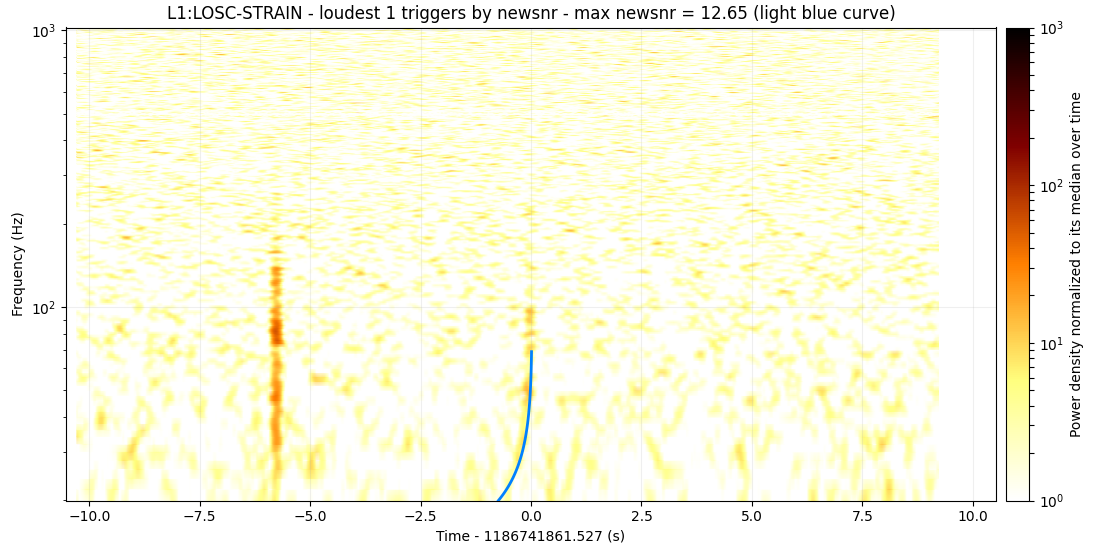 L1:LOSC-STRAIN - loudest 1 triggers by newsnr - max newsnr = 12.65 (light blue curve)
10³
10²
Frequency (Hz)
−10.0 −7.5 −5.0 −2.5 0.0 2.5 5.0 7.5 10.0
Time - 1186741861.527 (s)
10³
10²
10¹
10⁰
Power density normalized to its median over time